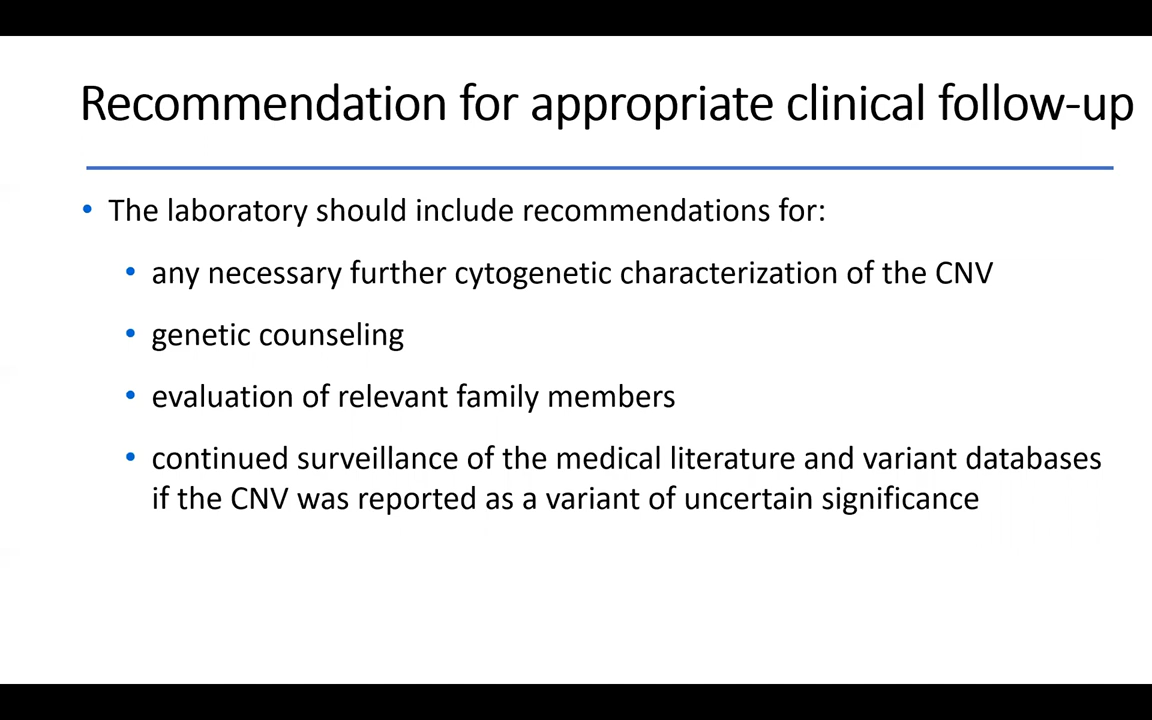 Recommendation for appropriate clinical follow-up
• The laboratory should include recommendations for:
• any necessary further cytogenetic characterization of the CNV
• genetic counseling
• evaluation of relevant family members
• continued surveillance of the medical literature and variant databases
if the CNV was reported as a variant of uncertain significance